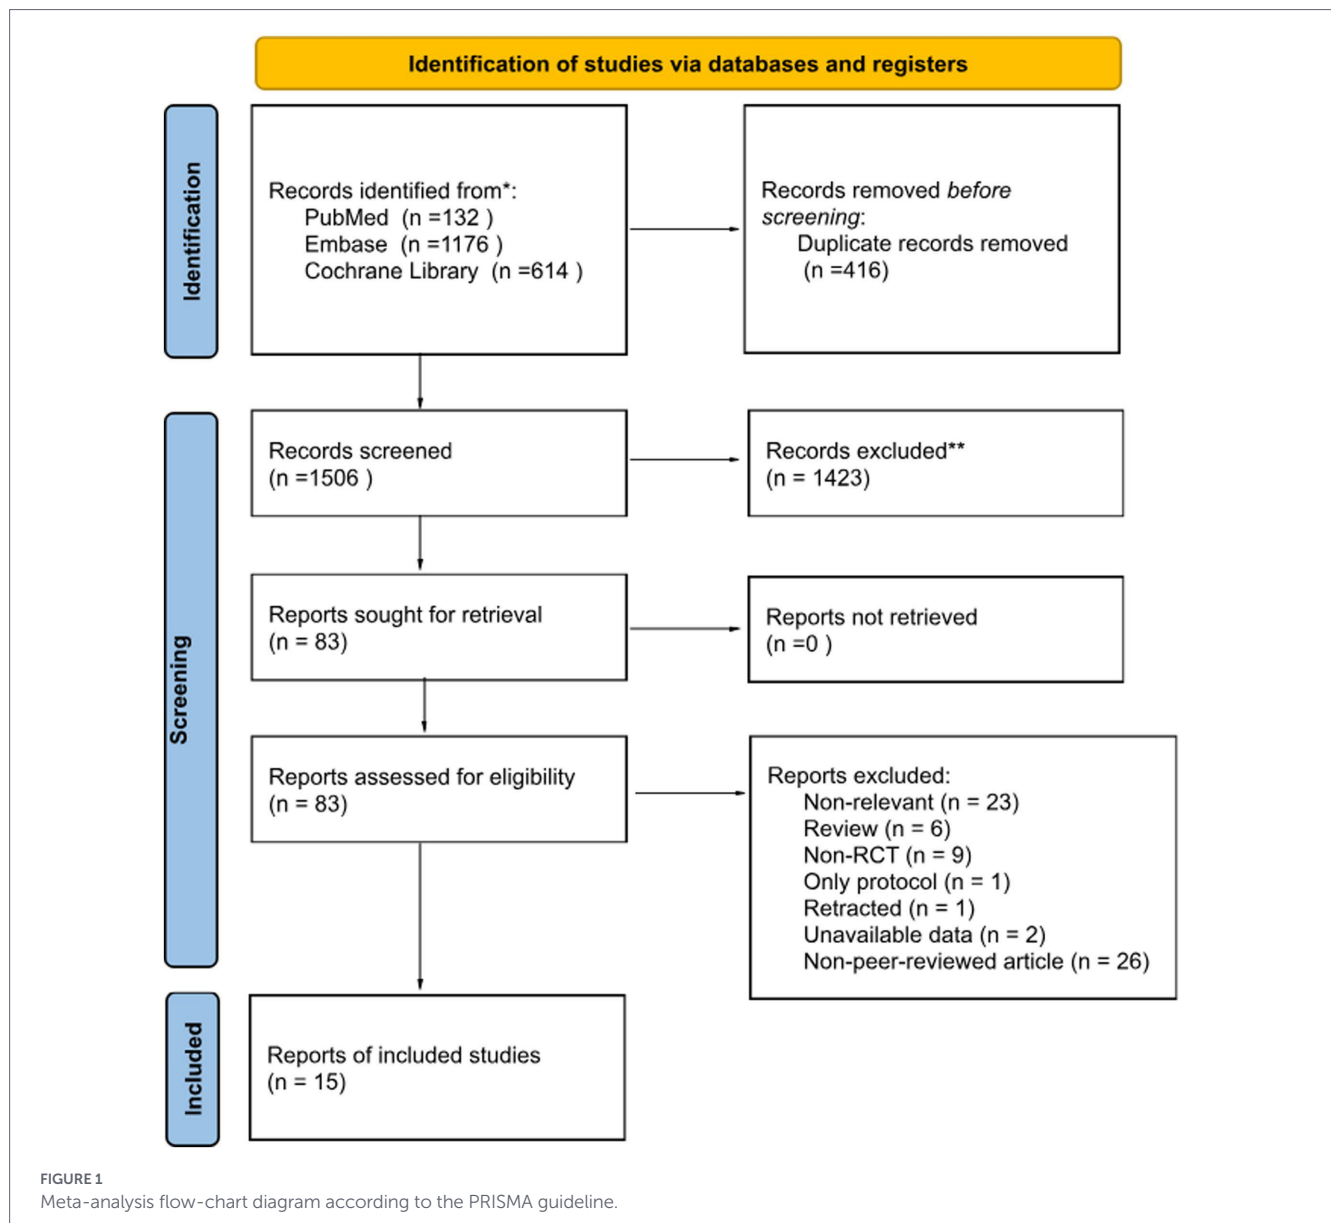 Identification of studies via databases and registers
Identification
Records identified from*:
PubMed (n =132 )
Embase (n =1176 )
Cochrane Library (n =614 )
Records removed before
screening:
Duplicate records removed
(n =416)
Screening
Records screened
(n =1506 )
Records excluded**
(n = 1423)
Reports sought for retrieval
(n = 83)
Reports not retrieved
(n =0 )
Reports assessed for eligibility
(n = 83)
Reports excluded:
Non-relevant (n = 23)
Review (n = 6)
Non-RCT (n = 9)
Only protocol (n = 1)
Retracted (n = 1)
Unavailable data (n = 2)
Non-peer-reviewed article (n = 26)
Included
Reports of included studies
(n = 15)
FIGURE 1
Meta-analysis flow-chart diagram according to the PRISMA guideline.